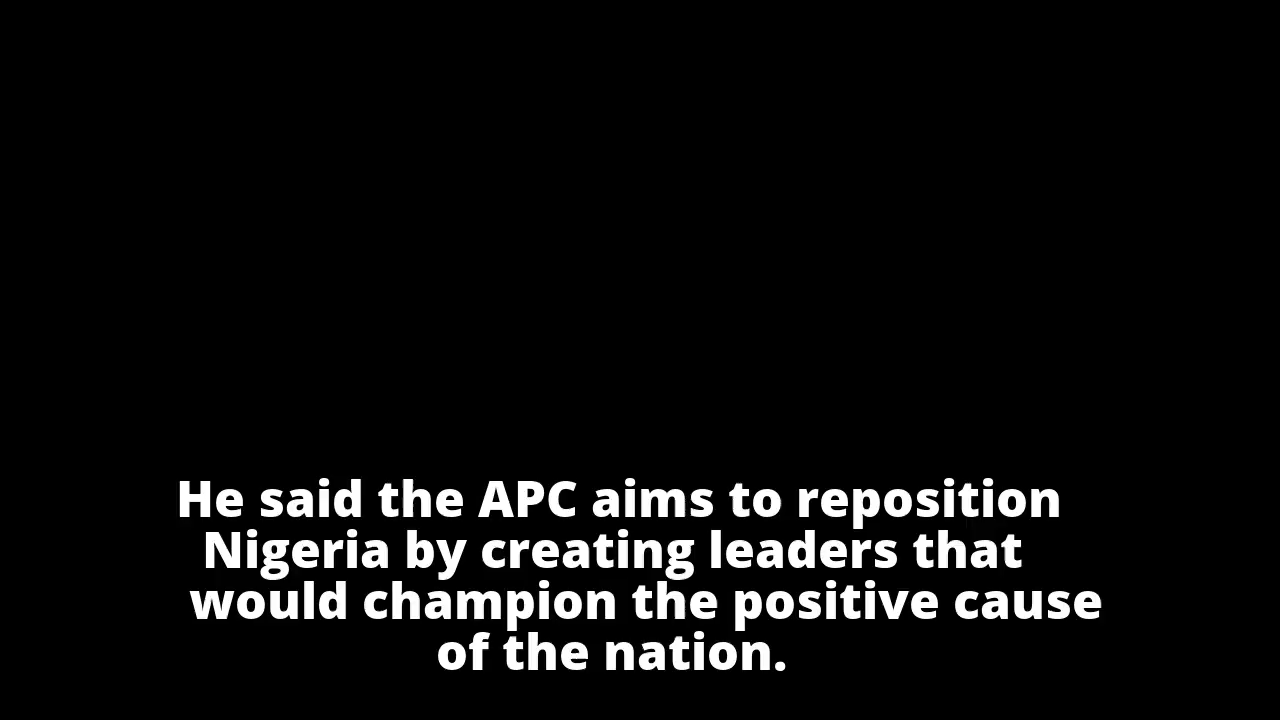 He said the APC aims to reposition
Nigeria by creating leaders that
would champion the positive cause
of the nation.